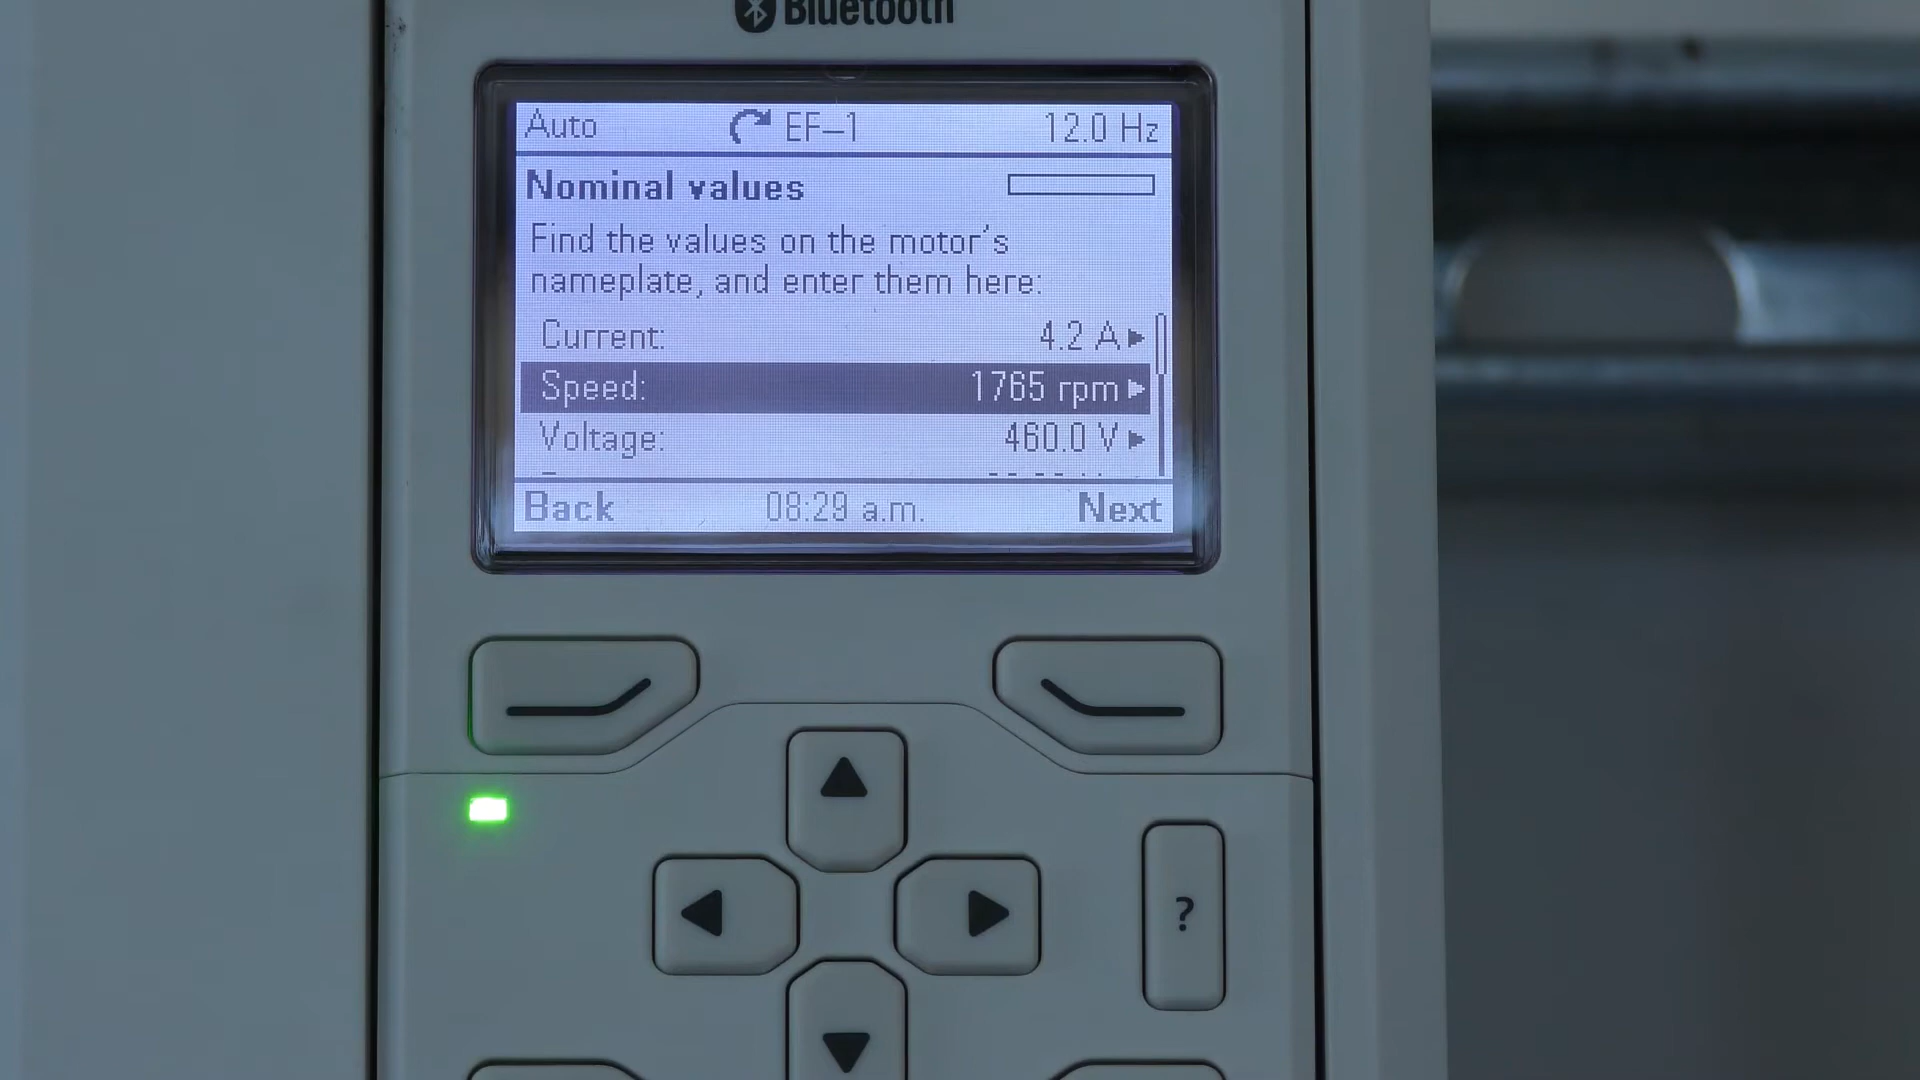 Bluetooth
Auto EF-1 12.0 Hz
Nominal values
Find the values on the motor's
nameplate, and enter them here:
Current: 4.2 A
Speed: 1765 rpm
Voltage: 460.0 V
Back 08:29 a.m. Next
?